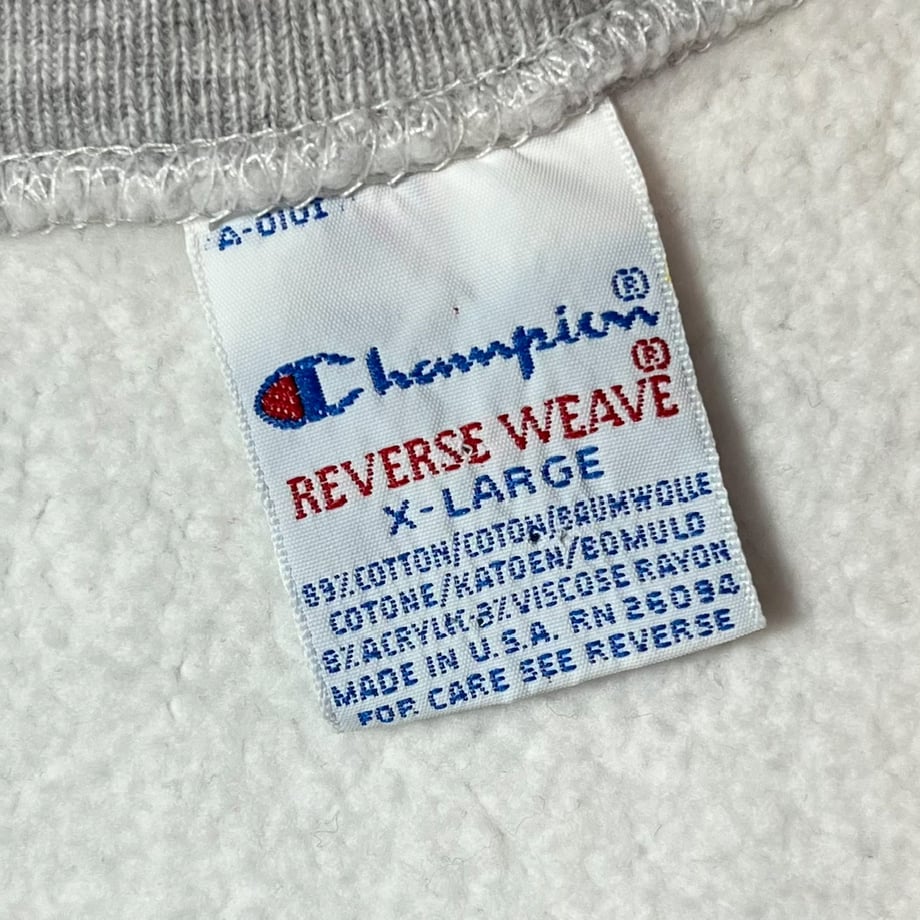 A-0101
Champion®
REVERSE WEAVE®
X-LARGE
89% COTTON/COTON/BAUMWOLLE
COTONE/KATOEN/BOMULD
8% ACRYLIC 3% VISCOSE RAYON
MADE IN U.S.A. RN 26094
FOR CARE SEE REVERSE